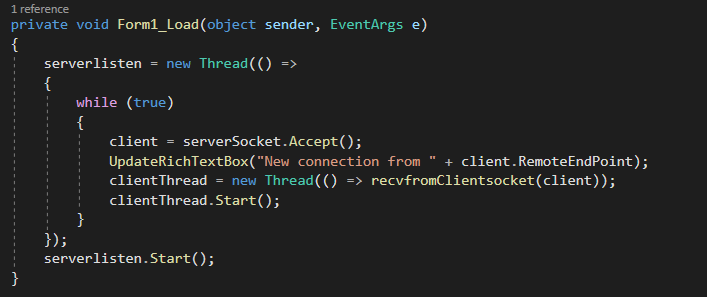 1 reference
private void Form1_Load(object sender, EventArgs e)
{
serverlisten = new Thread(() =>
{
while (true)
{
client = serverSocket.Accept();
UpdateRichTextBox("New connection from " + client.RemoteEndPoint);
clientThread = new Thread(() => recvfromClientsocket(client));
clientThread.Start();
}
});
serverlisten.Start();
}